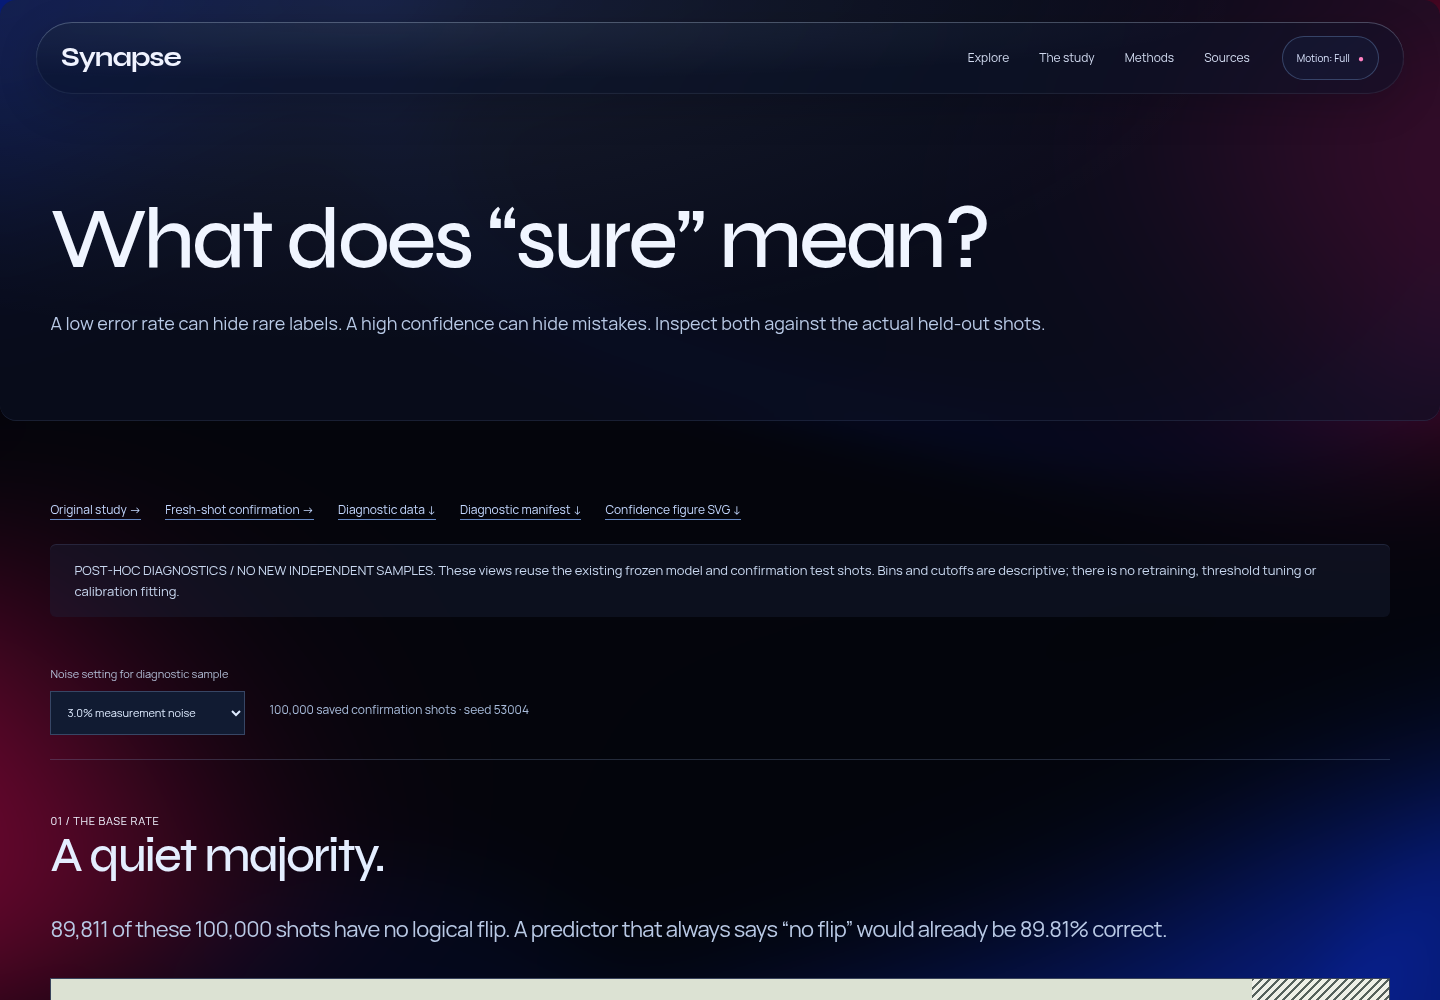 Synapse
Explore
The study
Methods
Sources
Motion: Full
What does “sure” mean?
A low error rate can hide rare labels. A high confidence can hide mistakes. Inspect both against the actual held-out shots.
Original study →
Fresh-shot confirmation →
Diagnostic data ↓
Diagnostic manifest ↓
Confidence figure SVG ↓
POST-HOC DIAGNOSTICS / NO NEW INDEPENDENT SAMPLES. These views reuse the existing frozen model and confirmation test shots. Bins and cutoffs are descriptive; there is no retraining, threshold tuning or
calibration fitting.
Noise setting for diagnostic sample
3.0% measurement noise
100,000 saved confirmation shots · seed 53004
01 / THE BASE RATE
A quiet majority.
89,811 of these 100,000 shots have no logical flip. A predictor that always says “no flip” would already be 89.81% correct.